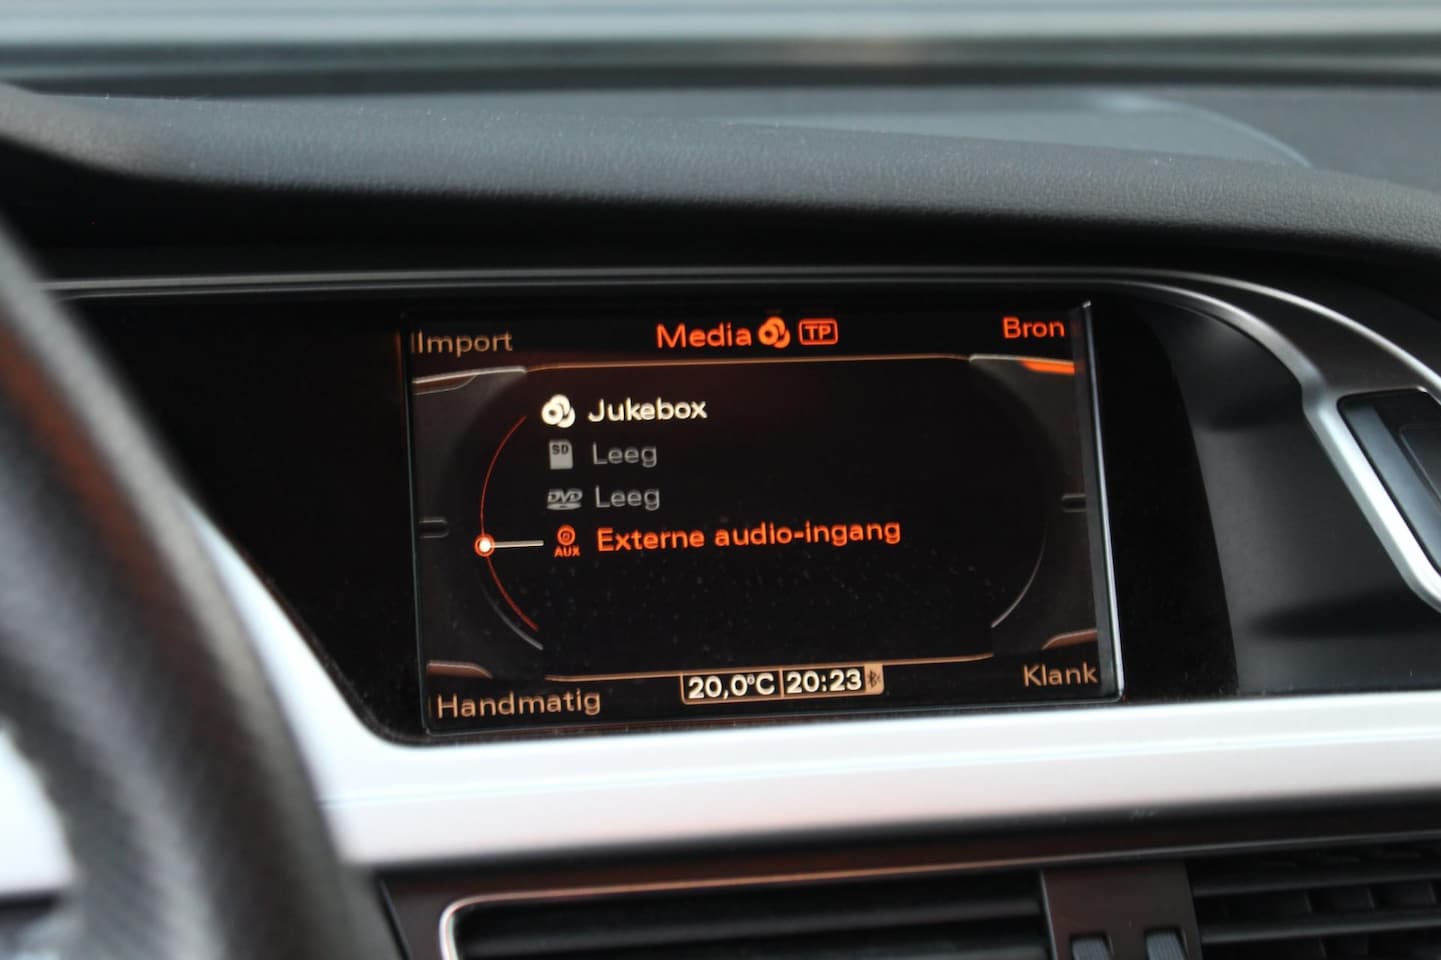 Import
Media TP
Bron
Jukebox
SD Leeg
DVD Leeg
AUX Externe audio-ingang
Handmatig
20,0°C 20:23
Klank